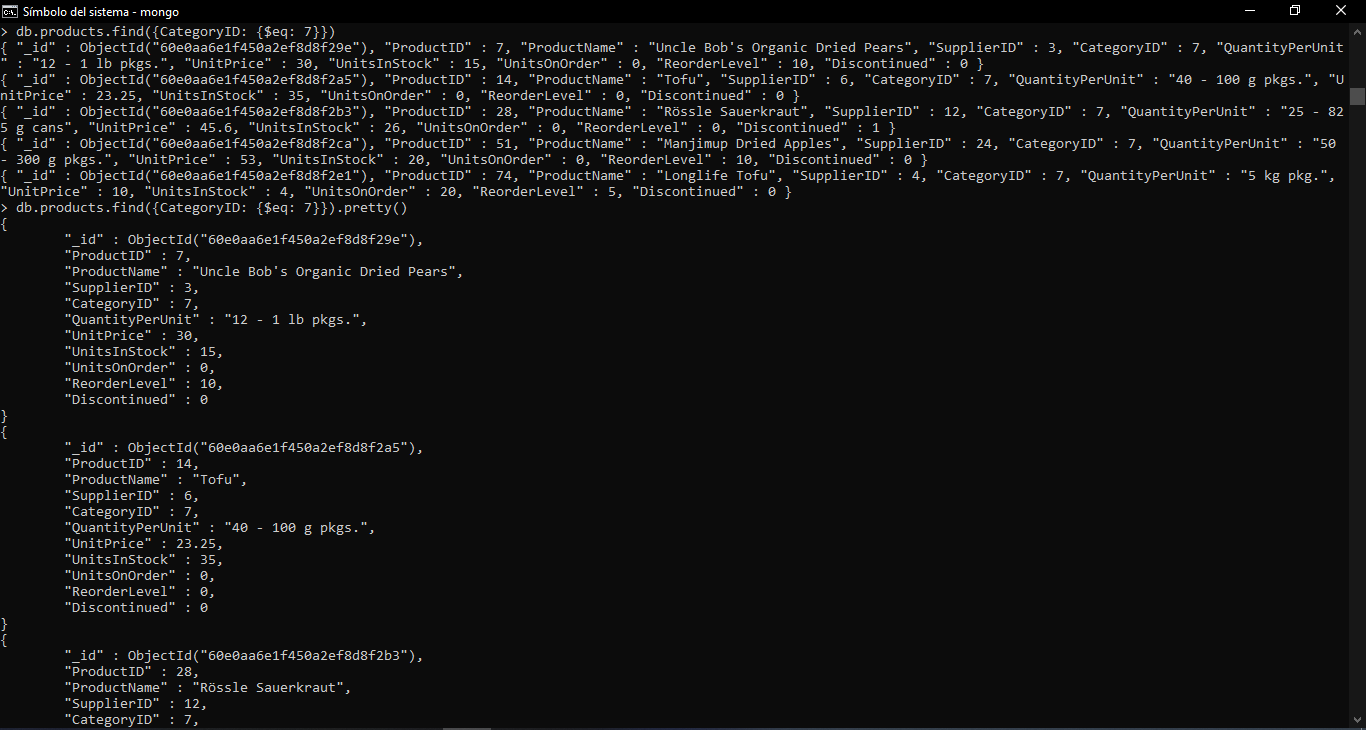 Símbolo del sistema - mongo
> db.products.find({CategoryID: {$eq: 7}})
{ "_id" : ObjectId("60e0aa6e1f450a2ef8d8f29e"), "ProductID" : 7, "ProductName" : "Uncle Bob's Organic Dried Pears", "SupplierID" : 3, "CategoryID" : 7, "QuantityPerUnit
" : "12 - 1 lb pkgs.", "UnitPrice" : 30, "UnitsInStock" : 15, "UnitsOnOrder" : 0, "ReorderLevel" : 10, "Discontinued" : 0 }
{ "_id" : ObjectId("60e0aa6e1f450a2ef8d8f2a5"), "ProductID" : 14, "ProductName" : "Tofu", "SupplierID" : 6, "CategoryID" : 7, "QuantityPerUnit" : "40 - 100 g pkgs.", "U
nitPrice" : 23.25, "UnitsInStock" : 35, "UnitsOnOrder" : 0, "ReorderLevel" : 0, "Discontinued" : 0 }
{ "_id" : ObjectId("60e0aa6e1f450a2ef8d8f2b3"), "ProductID" : 28, "ProductName" : "Rössle Sauerkraut", "SupplierID" : 12, "CategoryID" : 7, "QuantityPerUnit" : "25 - 82
5 g cans", "UnitPrice" : 45.6, "UnitsInStock" : 26, "UnitsOnOrder" : 0, "ReorderLevel" : 0, "Discontinued" : 1 }
{ "_id" : ObjectId("60e0aa6e1f450a2ef8d8f2ca"), "ProductID" : 51, "ProductName" : "Manjimup Dried Apples", "SupplierID" : 24, "CategoryID" : 7, "QuantityPerUnit" : "50
- 300 g pkgs.", "UnitPrice" : 53, "UnitsInStock" : 20, "UnitsOnOrder" : 0, "ReorderLevel" : 10, "Discontinued" : 0 }
{ "_id" : ObjectId("60e0aa6e1f450a2ef8d8f2e1"), "ProductID" : 74, "ProductName" : "Longlife Tofu", "SupplierID" : 4, "CategoryID" : 7, "QuantityPerUnit" : "5 kg pkg.",
"UnitPrice" : 10, "UnitsInStock" : 4, "UnitsOnOrder" : 20, "ReorderLevel" : 5, "Discontinued" : 0 }
> db.products.find({CategoryID: {$eq: 7}}).pretty()
{
"_id" : ObjectId("60e0aa6e1f450a2ef8d8f29e"),
"ProductID" : 7,
"ProductName" : "Uncle Bob's Organic Dried Pears",
"SupplierID" : 3,
"CategoryID" : 7,
"QuantityPerUnit" : "12 - 1 lb pkgs.",
"UnitPrice" : 30,
"UnitsInStock" : 15,
"UnitsOnOrder" : 0,
"ReorderLevel" : 10,
"Discontinued" : 0
}
{
"_id" : ObjectId("60e0aa6e1f450a2ef8d8f2a5"),
"ProductID" : 14,
"ProductName" : "Tofu",
"SupplierID" : 6,
"CategoryID" : 7,
"QuantityPerUnit" : "40 - 100 g pkgs.",
"UnitPrice" : 23.25,
"UnitsInStock" : 35,
"UnitsOnOrder" : 0,
"ReorderLevel" : 0,
"Discontinued" : 0
}
{
"_id" : ObjectId("60e0aa6e1f450a2ef8d8f2b3"),
"ProductID" : 28,
"ProductName" : "Rössle Sauerkraut",
"SupplierID" : 12,
"CategoryID" : 7,